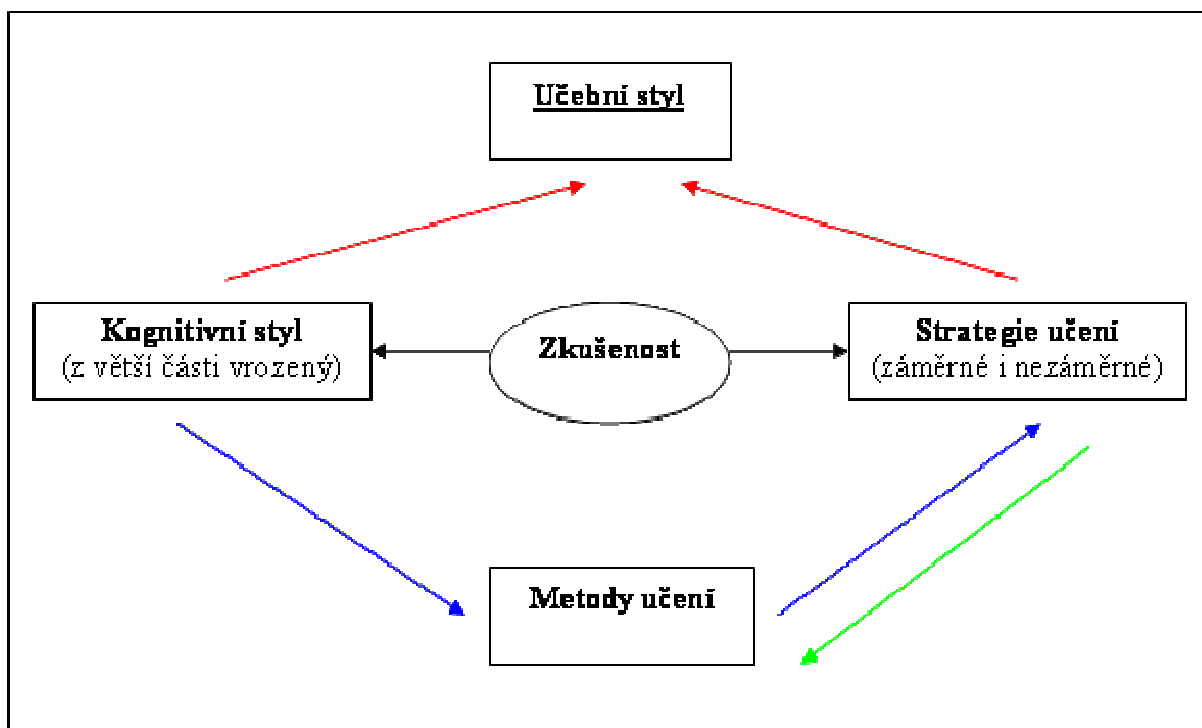 Učební styl
Kognitivní styl
(z větší části vrozený)
Zkušenost
Strategie učení
(záměrné i nezáměrné)
Metody učení